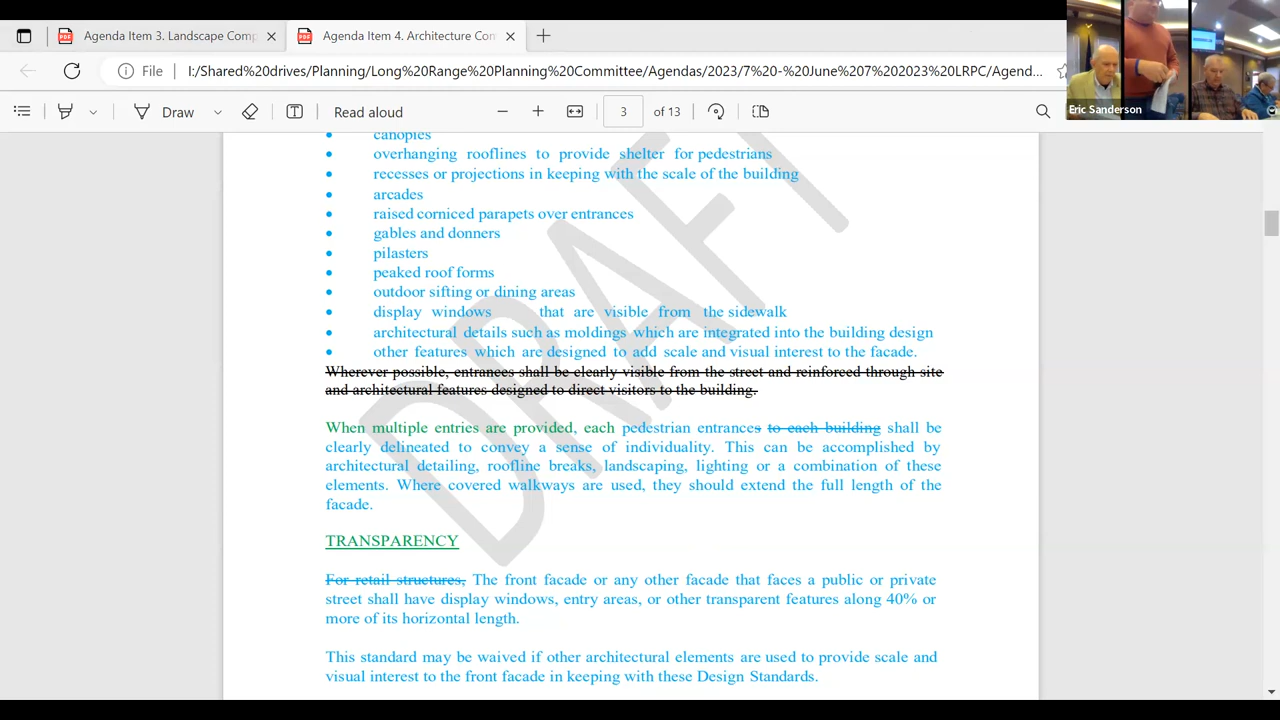 Agenda Item 3. Landscape Comp
Agenda Item 4. Architecture Con
File
I:/Shared%20drives/Planning/Long%20Range%20Planning%20Committee/Agendas/2023/7%20-%20June%207%202023%20LRPC/Agend...
Draw
Read aloud
3 of 13
Eric Sanderson
canopies
• overhanging rooflines to provide shelter for pedestrians
• recesses or projections in keeping with the scale of the building
• arcades
• raised corniced parapets over entrances
• gables and donners
• pilasters
• peaked roof forms
• outdoor sifting or dining areas
• display windows that are visible from the sidewalk
• architectural details such as moldings which are integrated into the building design
• other features which are designed to add scale and visual interest to the facade.
Wherever possible, entrances shall be clearly visible from the street and reinforced through site
and architectural features designed to direct visitors to the building.
When multiple entries are provided, each pedestrian entrances to each building shall be
clearly delineated to convey a sense of individuality. This can be accomplished by
architectural detailing, roofline breaks, landscaping, lighting or a combination of these
elements. Where covered walkways are used, they should extend the full length of the
facade.
TRANSPARENCY
For retail structures, The front facade or any other facade that faces a public or private
street shall have display windows, entry areas, or other transparent features along 40% or
more of its horizontal length.
This standard may be waived if other architectural elements are used to provide scale and
visual interest to the front facade in keeping with these Design Standards.
DRAFT